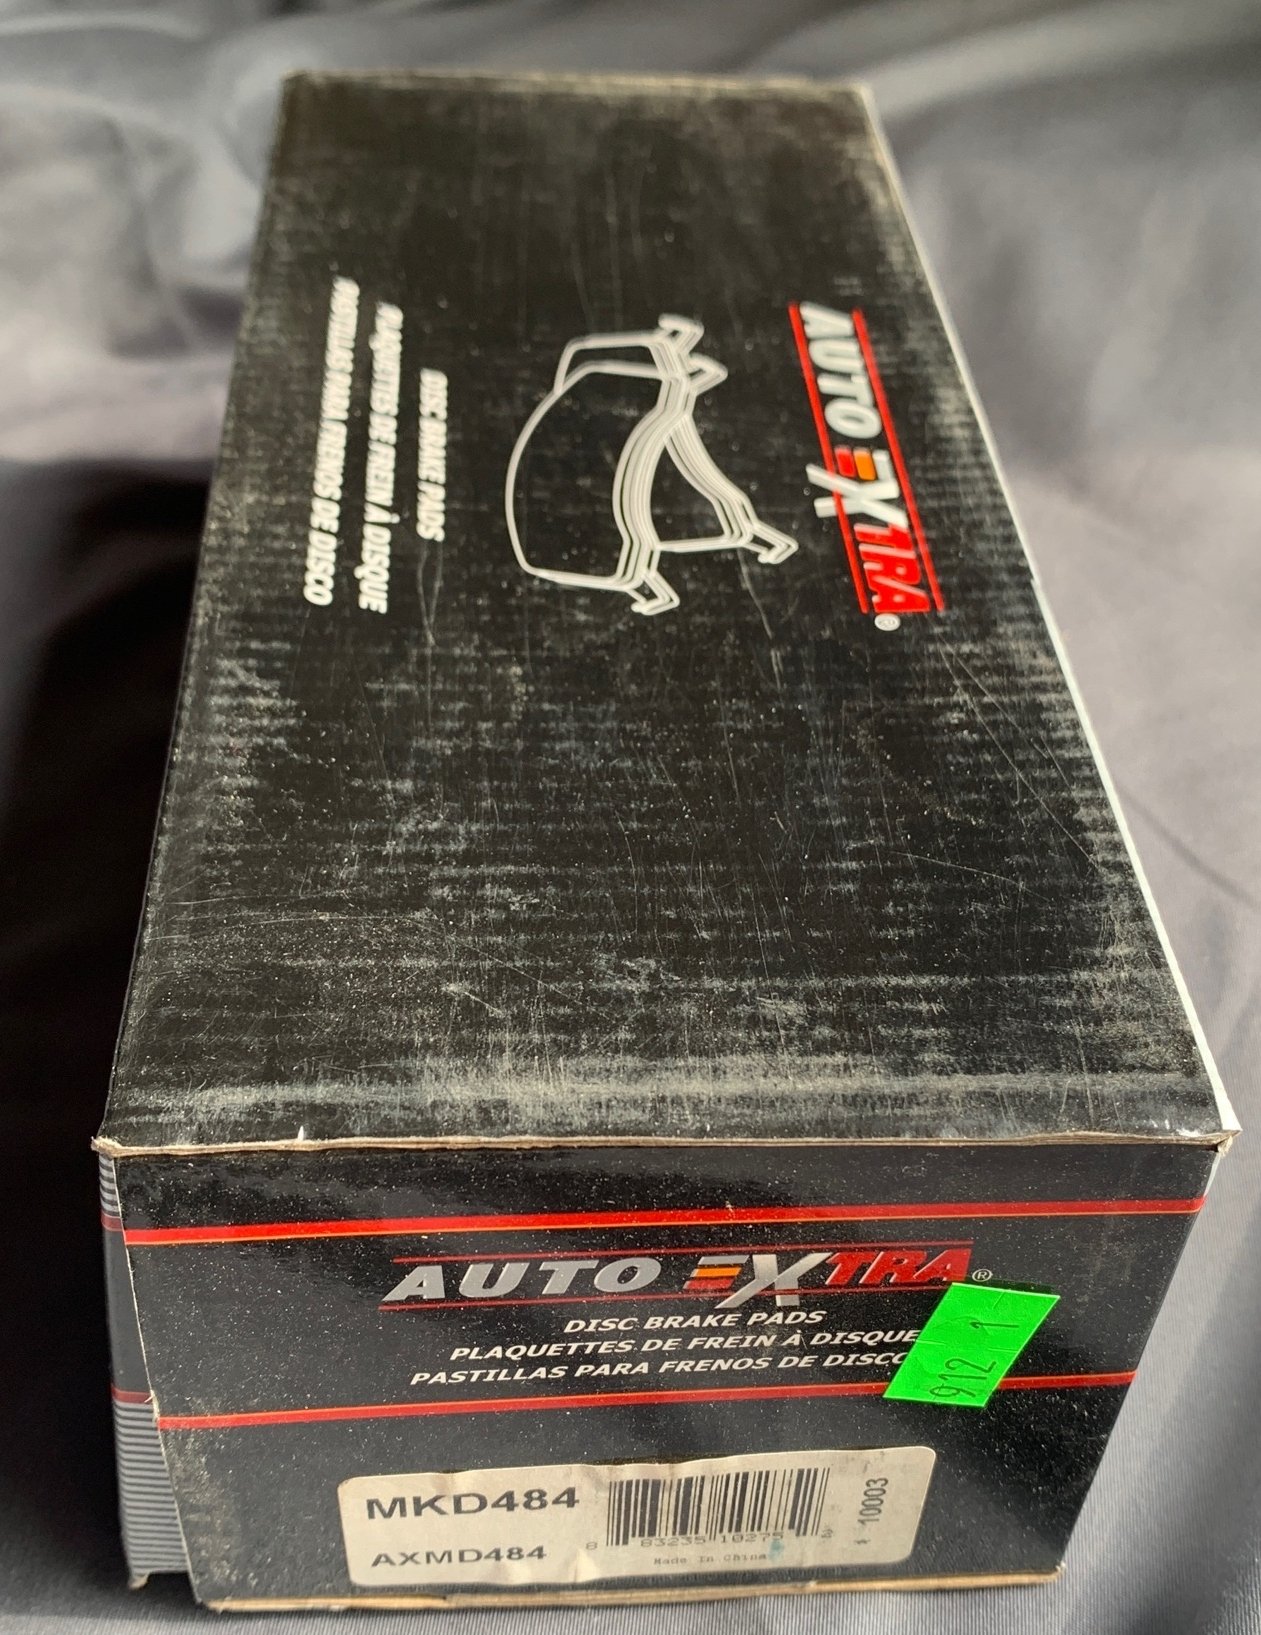 AUTO EXTRA®
DISC BRAKE PADS
PLAQUETTES DE FREIN À DISQUE
PASTILLAS PARA FRENOS DE DISCO
AUTO EXTRA®
DISC BRAKE PADS
PLAQUETTES DE FREIN À DISQUE
PASTILLAS PARA FRENOS DE DISCO
912 1
MKD484
AXMD484
8 83235 10275
Made In China
10003